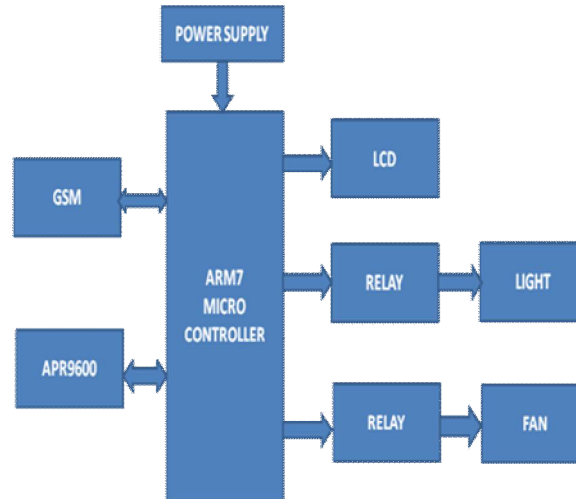 POWER SUPPLY
LCD
GSM
ARM7
MICRO
CONTROLLER
RELAY
LIGHT
APR9600
RELAY
FAN